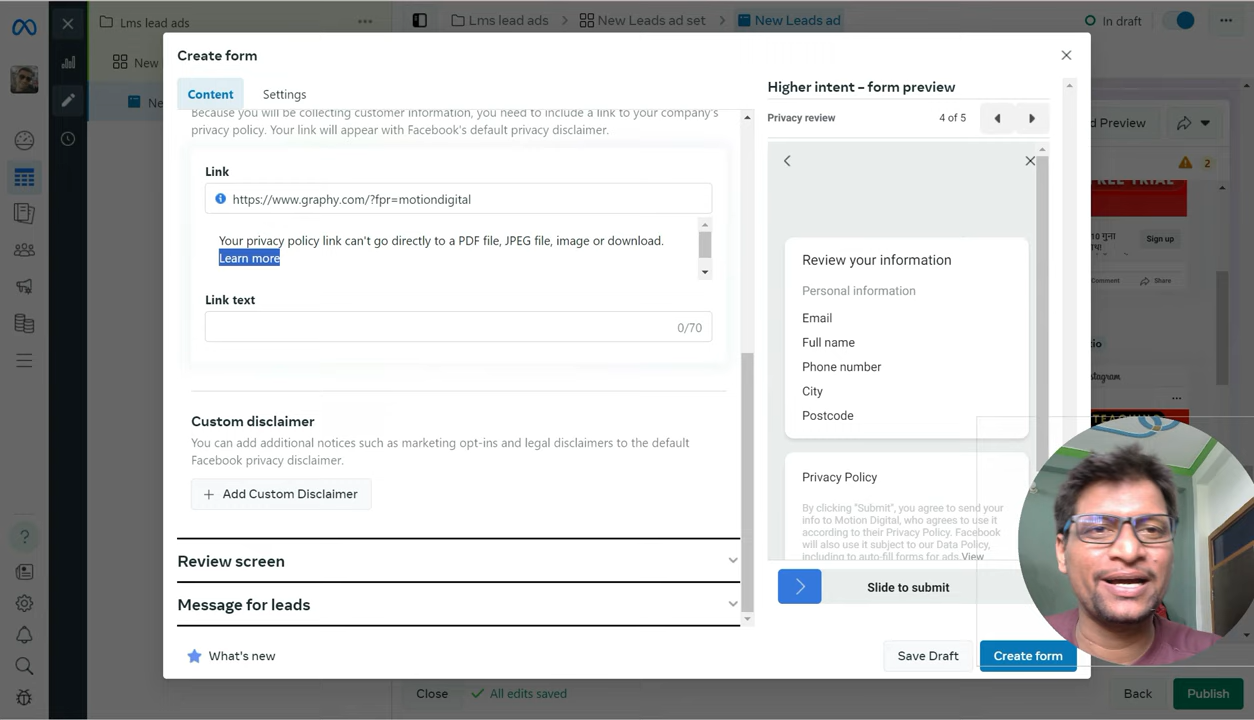 Lms lead ads
Lms lead ads
New Leads ad set
New Leads ad
In draft
New
Ne
Create form
Content
Settings
Because you will be collecting customer information, you need to include a link to your company's
privacy policy. Your link will appear with Facebook's default privacy disclaimer.
Link
https://www.graphy.com/?fpr=motiondigital
Your privacy policy link can't go directly to a PDF file, JPEG file, image or download.
Learn more
Link text
0/70
Custom disclaimer
You can add additional notices such as marketing opt-ins and legal disclaimers to the default
Facebook privacy disclaimer.
Add Custom Disclaimer
Review screen
Message for leads
What's new
Save Draft
Create form
Higher intent – form preview
Privacy review
4 of 5
Review your information
Personal information
Email
Full name
Phone number
City
Postcode
Privacy Policy
By clicking "Submit", you agree to send your
info to Motion Digital, who agrees to use it
according to their Privacy Policy. Facebook
will also use it subject to our Data Policy,
including to auto-fill forms for ads. View
Slide to submit
d Preview
2
FREE TRIAL
10 गुना
Sign up
Comment
Share
Close
All edits saved
Back
Publish